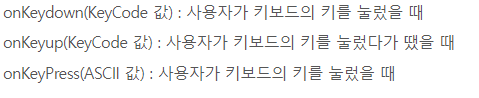 onKeydown(KeyCode 값) : 사용자가 키보드의 키를 눌렀을 때
onKeyup(KeyCode 값) : 사용자가 키보드의 키를 눌렀다가 뗐을 때
onKeyPress(ASCII 값) : 사용자가 키보드의 키를 눌렀을 때